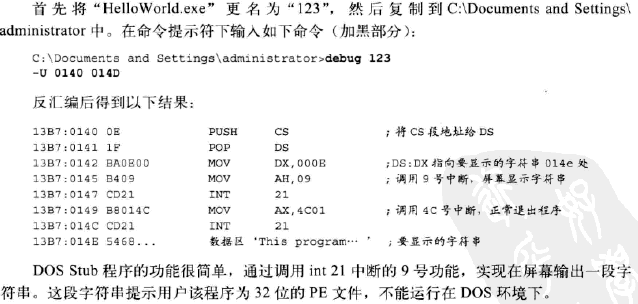 首先将“HelloWorld.exe”更名为“123”，然后复制到C:\Documents and Settings\
administrator中。在命令提示符下输入如下命令（加黑部分）：
C:\Documents and Settings\administrator>debug 123
-U 0140 014D
反汇编后得到以下结果：
13B7:0140 0E PUSH CS ；将CS段地址给DS
13B7:0141 1F POP DS
13B7:0142 BA0E00 MOV DX,000E ;DS:DX指向要显示的字符串014e处
13B7:0145 B409 MOV AH,09 ；调用9号中断，屏幕显示字符串
13B7:0147 CD21 INT 21
13B7:0149 B8014C MOV AX,4C01 ；调用4C号中断，正常退出程序
13B7:014C CD21 INT 21
13B7:014E 5468... 数据区'This program…' ；要显示的字符串
DOS Stub程序的功能很简单，通过调用int 21中断的9号功能，实现在屏幕输出一段字
符串。这段字符串提示用户该程序为32位的PE文件，不能运行在DOS环境下。